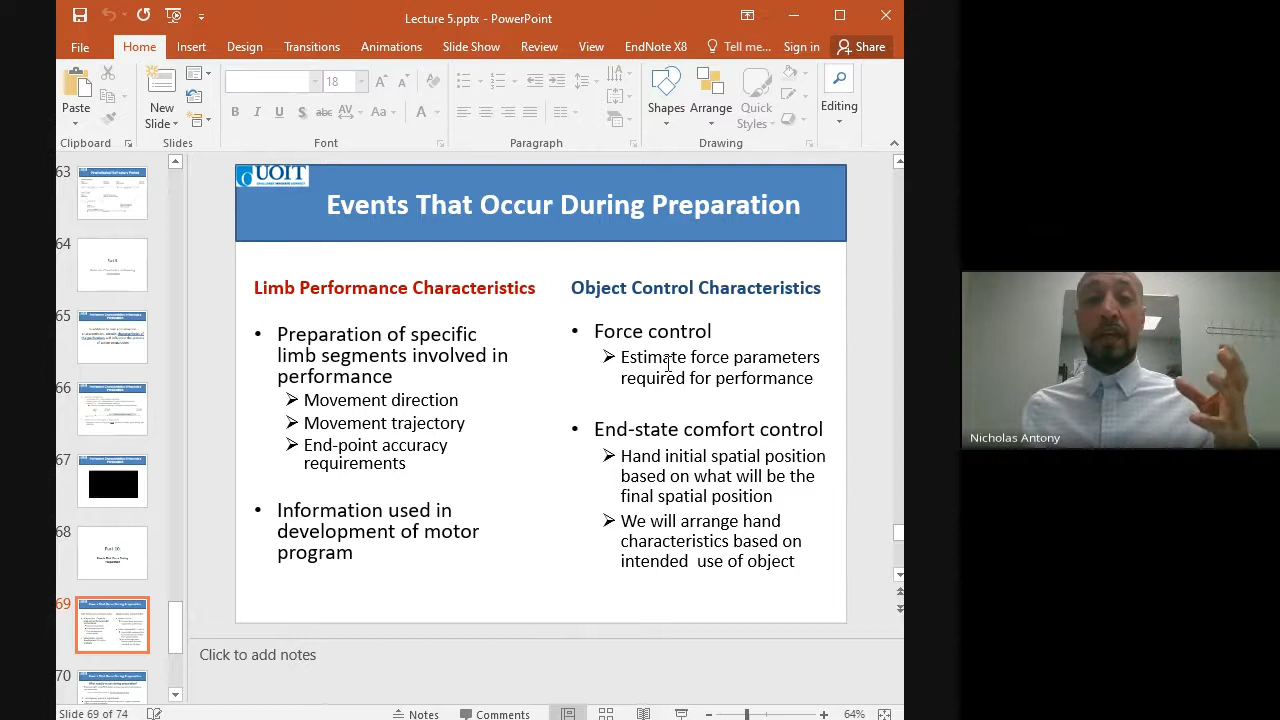 Lecture 5.pptx - PowerPoint
File Home Insert Design Transitions Animations Slide Show Review View EndNote X8 Tell me... Sign in Share
18
Paste
New
Slide
Shapes
Arrange
Quick
Styles
Editing
B I U S abc AV Aa A
Clipboard Slides Font Paragraph Drawing
63
64
65
66
67
68
69
70
UOIT
Events That Occur During Preparation
Limb Performance Characteristics
• Preparation of specific
limb segments involved in
performance
➢ Movement direction
➢ Movement trajectory
➢ End-point accuracy
requirements
• Information used in
development of motor
program
Object Control Characteristics
• Force control
➢ Estimate force parameters
required for performance
• End-state comfort control
➢ Hand initial spatial position
based on what will be the
final spatial position
➢ We will arrange hand
characteristics based on
intended use of object
Click to add notes
Slide 69 of 74
Notes
Comments
64%
Nicholas Antony